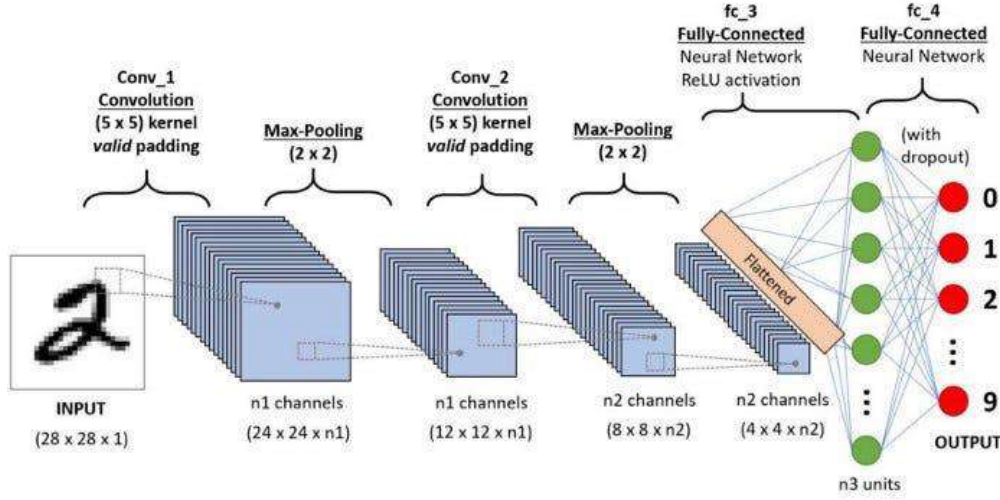 fc_3
Fully-Connected
Neural Network
ReLU activation
fc_4
Fully-Connected
Neural Network
Conv_1
Convolution
(5 x 5) kernel
valid padding
Max-Pooling
(2 x 2)
Conv_2
Convolution
(5 x 5) kernel
valid padding
Max-Pooling
(2 x 2)
(with
dropout)
Flattened
0
1
2
9
INPUT
(28 x 28 x 1)
n1 channels
(24 x 24 x n1)
n1 channels
(12 x 12 x n1)
n2 channels
(8 x 8 x n2)
n2 channels
(4 x 4 x n2)
OUTPUT
n3 units